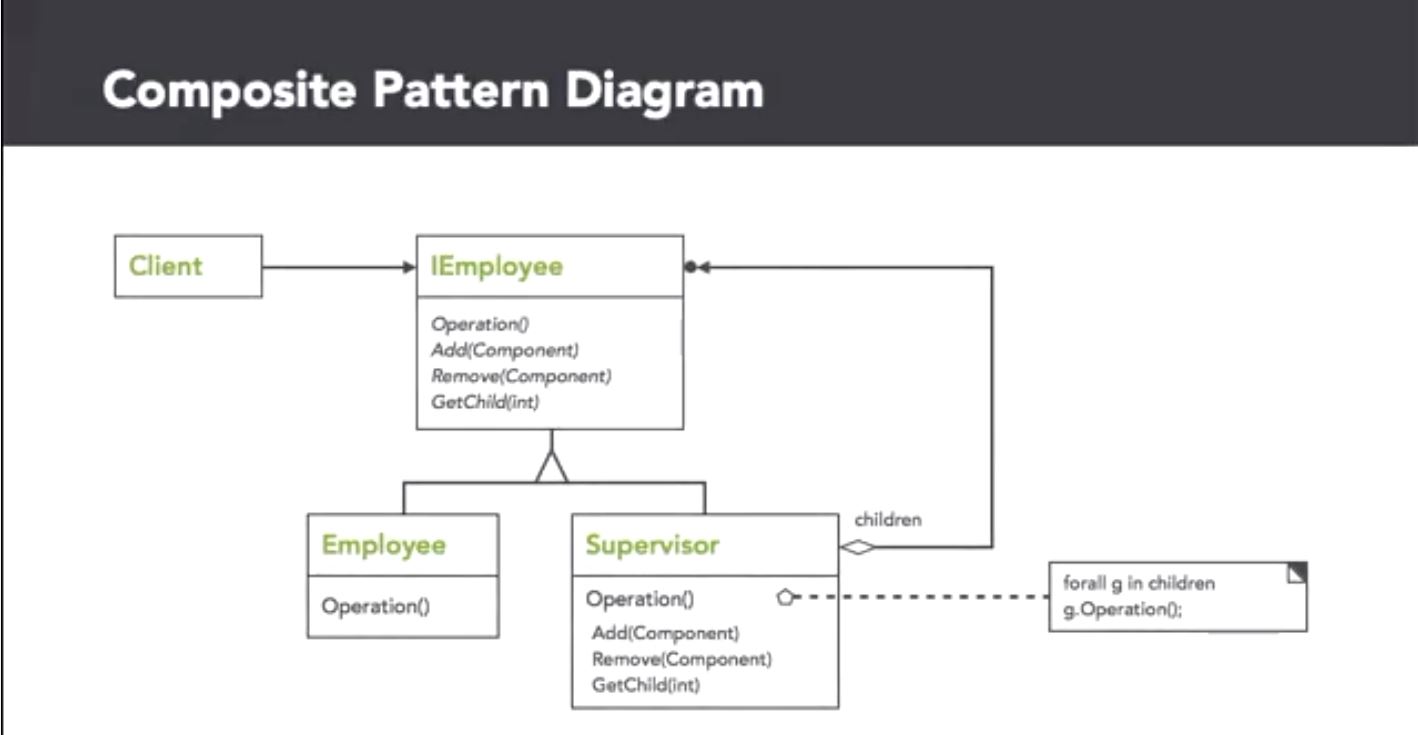 Composite Pattern Diagram
Client
IEmployee
Operation()
Add(Component)
Remove(Component)
GetChild(int)
Employee
Operation()
Supervisor
Operation()
Add(Component)
Remove(Component)
GetChild(int)
children
forall g in children
g.Operation();